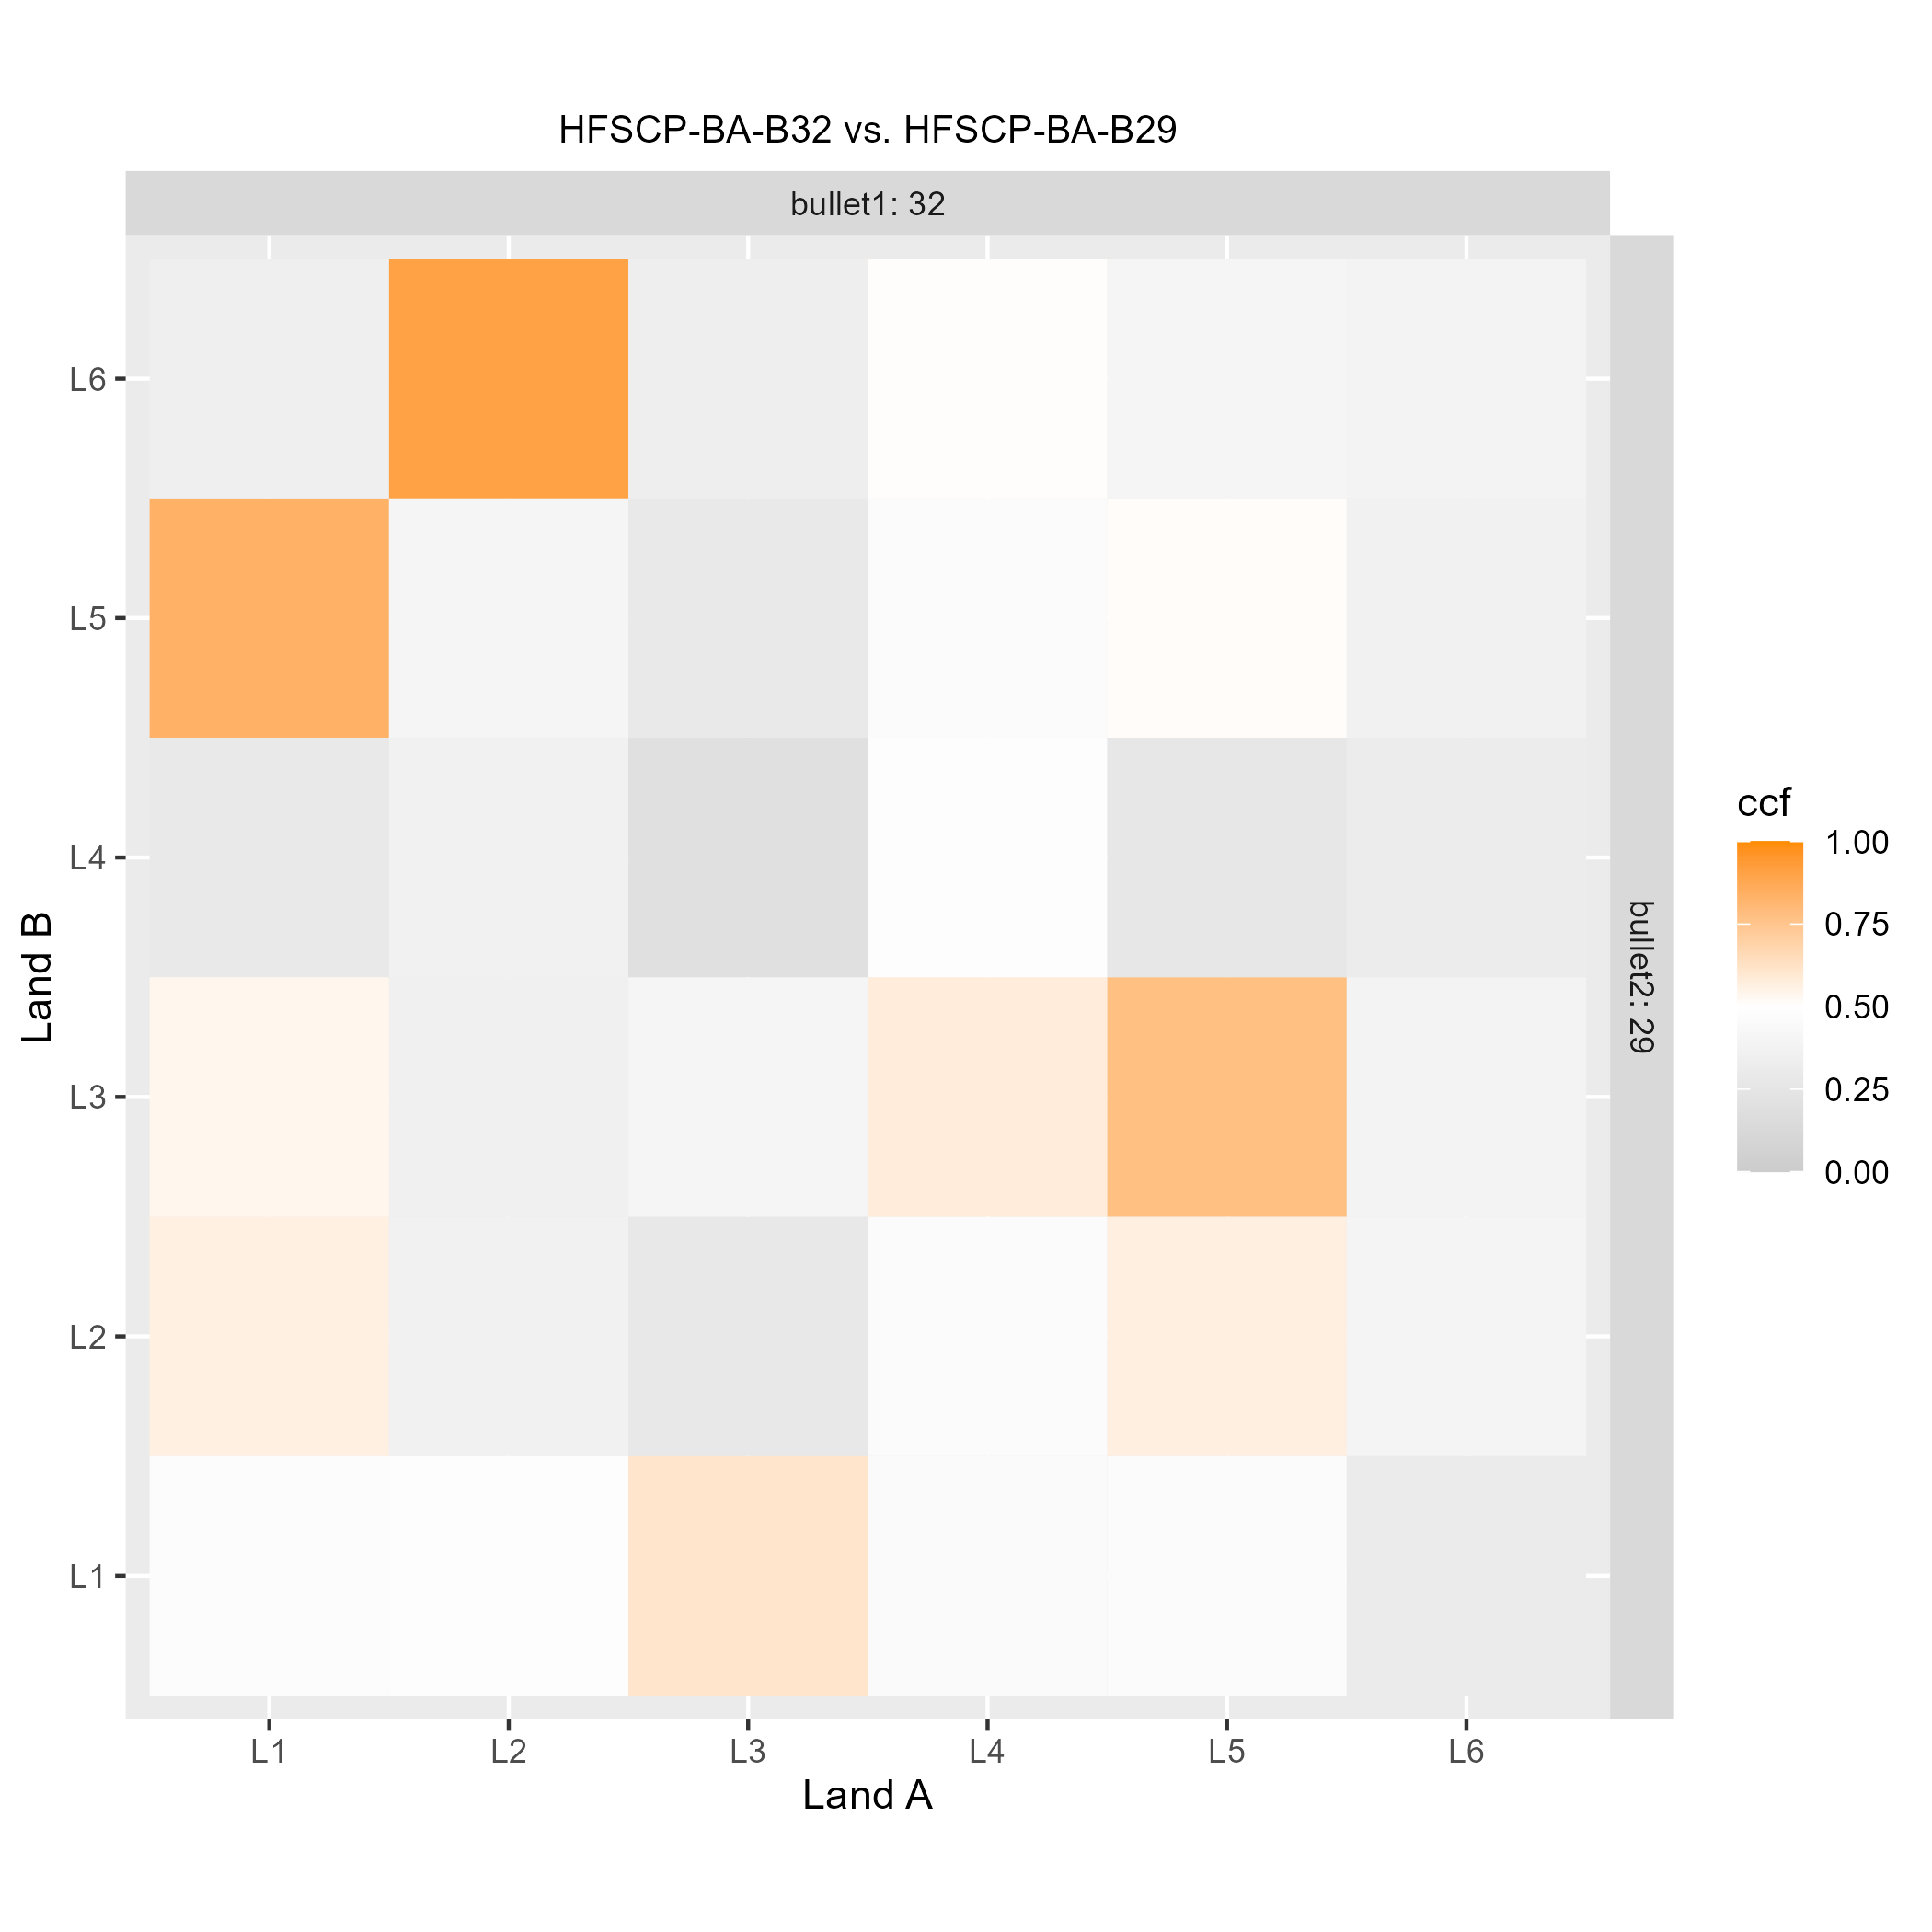 HFSCP-BA-B32 vs. HFSCP-BA-B29
bullet1: 32
L6
L5
L4
L3
L2
L1
Land B
bullet2: 29
ccf
1.00
0.75
0.50
0.25
0.00
L1 L2 L3 L4 L5 L6
Land A